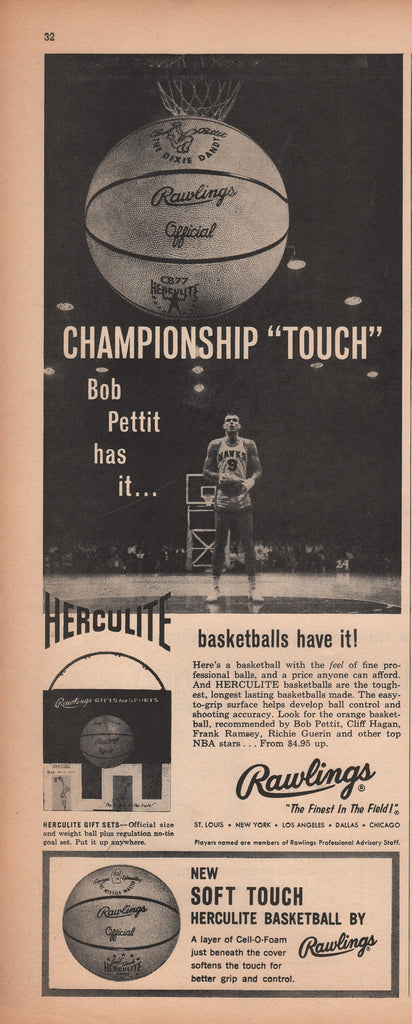 32
Bob Pettit
THE DIXIE DANDY
Rawlings
Official
CB77
HERCULITE
CHAMPIONSHIP "TOUCH"
Bob
Pettit
has
it...
HAWKS
9
24
HERCULITE
basketballs have it!
Here's a basketball with the feel of fine pro-
fessional balls, and a price anyone can afford.
And HERCULITE basketballs are the tough-
est, longest lasting basketballs made. The easy-
to-grip surface helps develop ball control and
shooting accuracy. Look for the orange basket-
ball, recommended by Bob Pettit, Cliff Hagan,
Frank Ramsey, Richie Guerin and other top
NBA stars . . . From $4.95 up.
Rawlings GIFTS for SPORTS
HERCULITE GIFT SETS—Official size
and weight ball plus regulation no-tie
goal set. Put it up anywhere.
Rawlings®
"The Finest In The Field!"®
ST. LOUIS • NEW YORK • LOS ANGELES • DALLAS • CHICAGO
Players named are members of Rawlings Professional Advisory Staff.
Rawlings
Official
Soft Touch
HERCULITE
NEW
SOFT TOUCH
HERCULITE BASKETBALL BY
A layer of Cell-O-Foam
just beneath the cover
softens the touch for
better grip and control.
Rawlings®